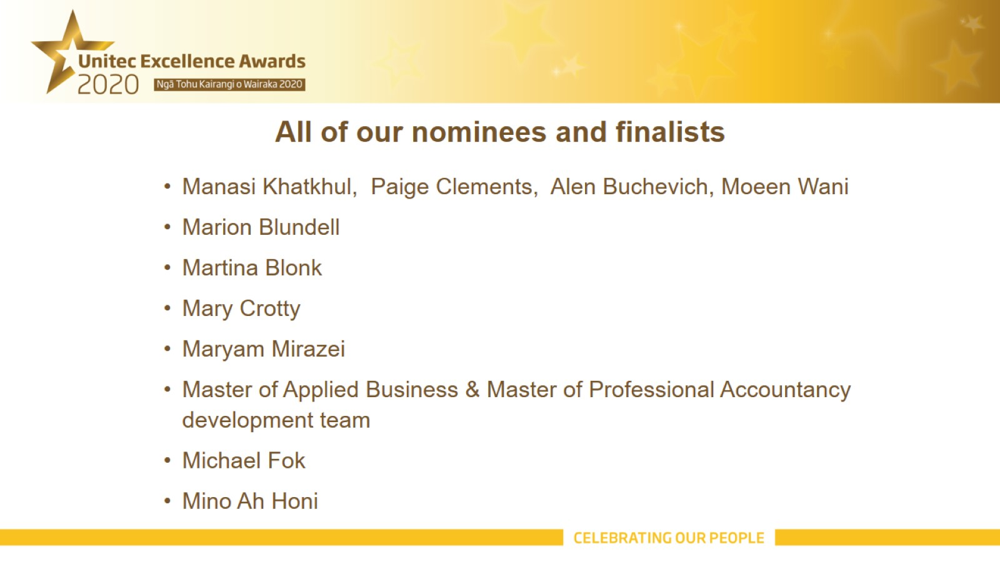 Unitec Excellence Awards
2020 Ngā Tohu Kairangi o Wairaka 2020
All of our nominees and finalists
• Manasi Khatkhul,  Paige Clements,  Alen Buchevich, Moeen Wani
• Marion Blundell
• Martina Blonk
• Mary Crotty
• Maryam Mirazei
• Master of Applied Business & Master of Professional Accountancy
development team
• Michael Fok
• Mino Ah Honi
CELEBRATING OUR PEOPLE